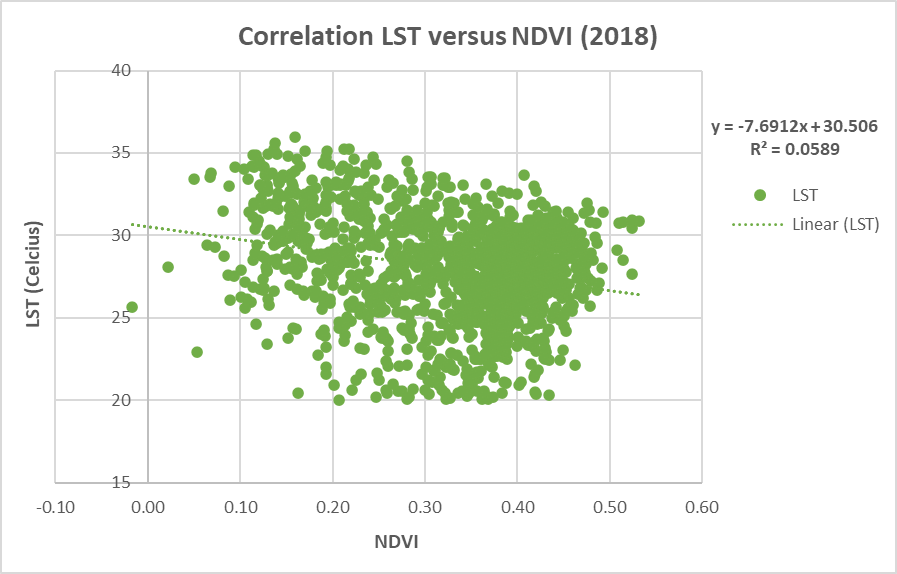 Correlation LST versus NDVI (2018)
40
35
30
25
20
15
-0.10
0.00
0.10
0.20
0.30
0.40
0.50
0.60
LST (Celcius)
NDVI
y = -7.6912x + 30.506
R² = 0.0589
LST
Linear (LST)